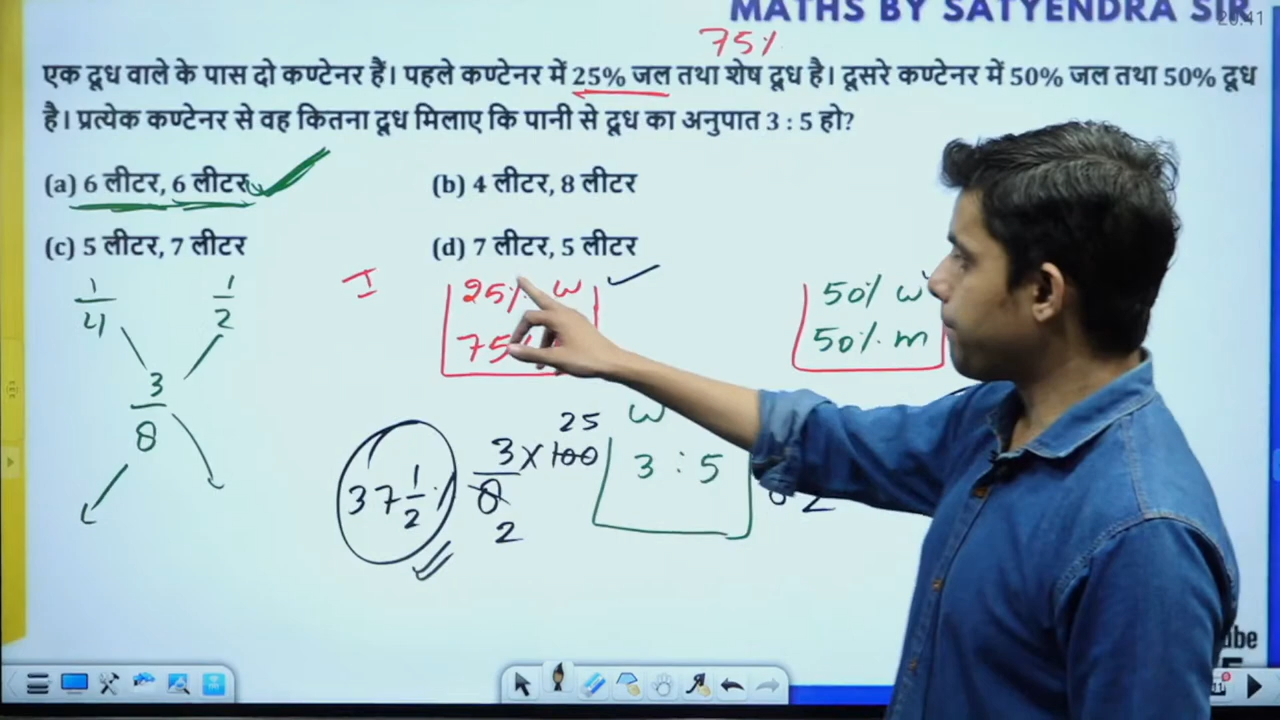 MATHS BY SATYENDRA SIR
75%
एक दूध वाले के पास दो कण्टेनर हैं। पहले कण्टेनर में 25% जल तथा शेष दूध है। दूसरे कण्टेनर में 50% जल तथा 50% दूध
है। प्रत्येक कण्टेनर से वह कितना दूध मिलाए कि पानी से दूध का अनुपात 3 : 5 हो?
(a) 6 लीटर, 6 लीटर
(b) 4 लीटर, 8 लीटर
(c) 5 लीटर, 7 लीटर
(d) 7 लीटर, 5 लीटर
1/4 1/2
3/8
I
25% w
75%
50% w
50% m
37 1/2 %
3/8 × 100
25
2
w
3 : 5